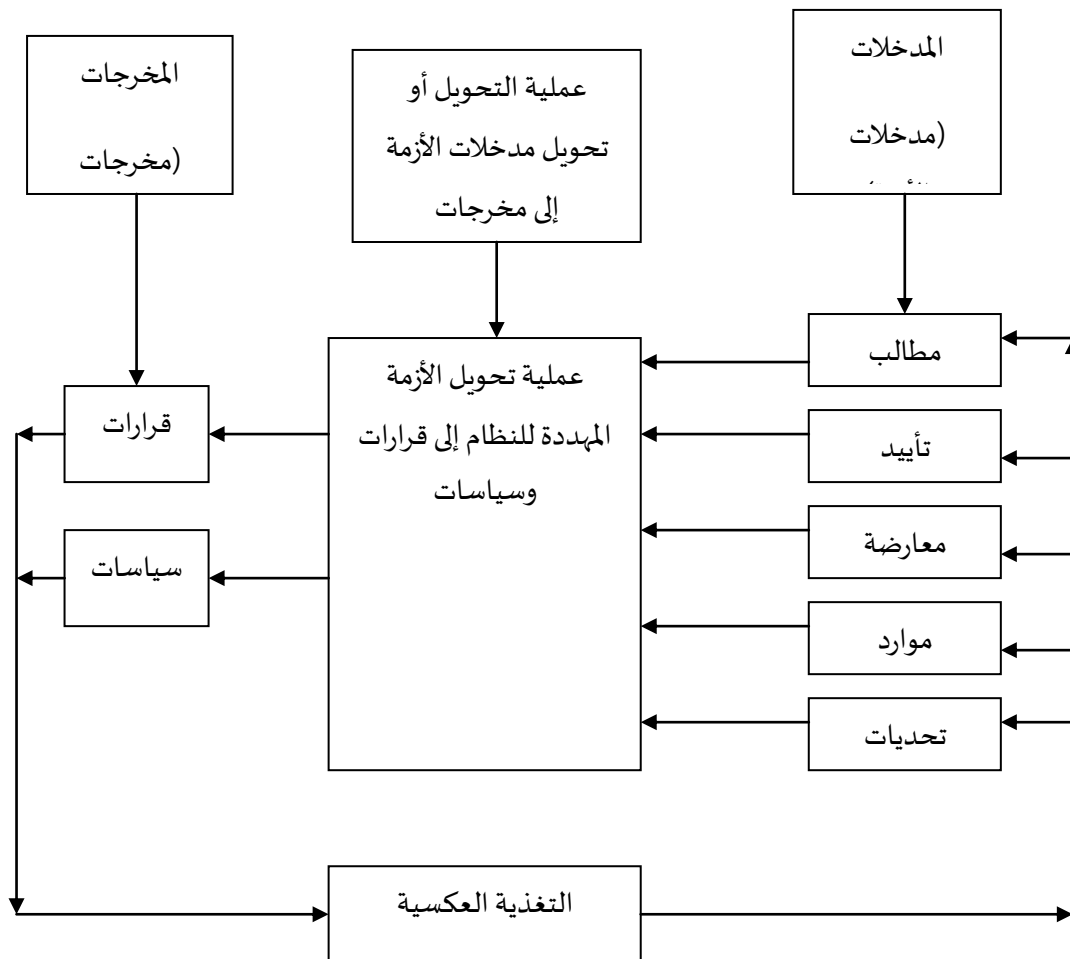 المدخلات
(مدخلات
عملية التحويل أو
تحويل مدخلات الأزمة
إلى مخرجات
المخرجات
(مخرجات
مطالب
تأييد
معارضة
موارد
تحديات
عملية تحويل الأزمة
المهددة للنظام إلى قرارات
وسياسات
قرارات
سياسات
التغذية العكسية